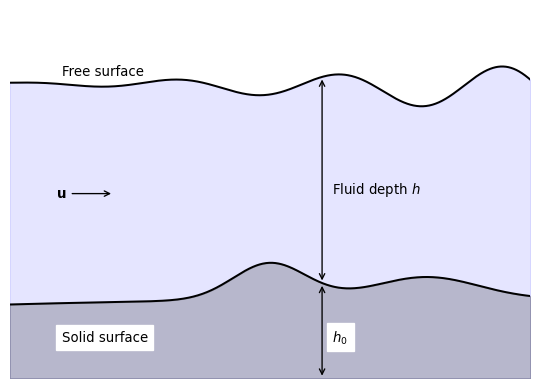 Free surface
Fluid depth h
u
Solid surface
h₀